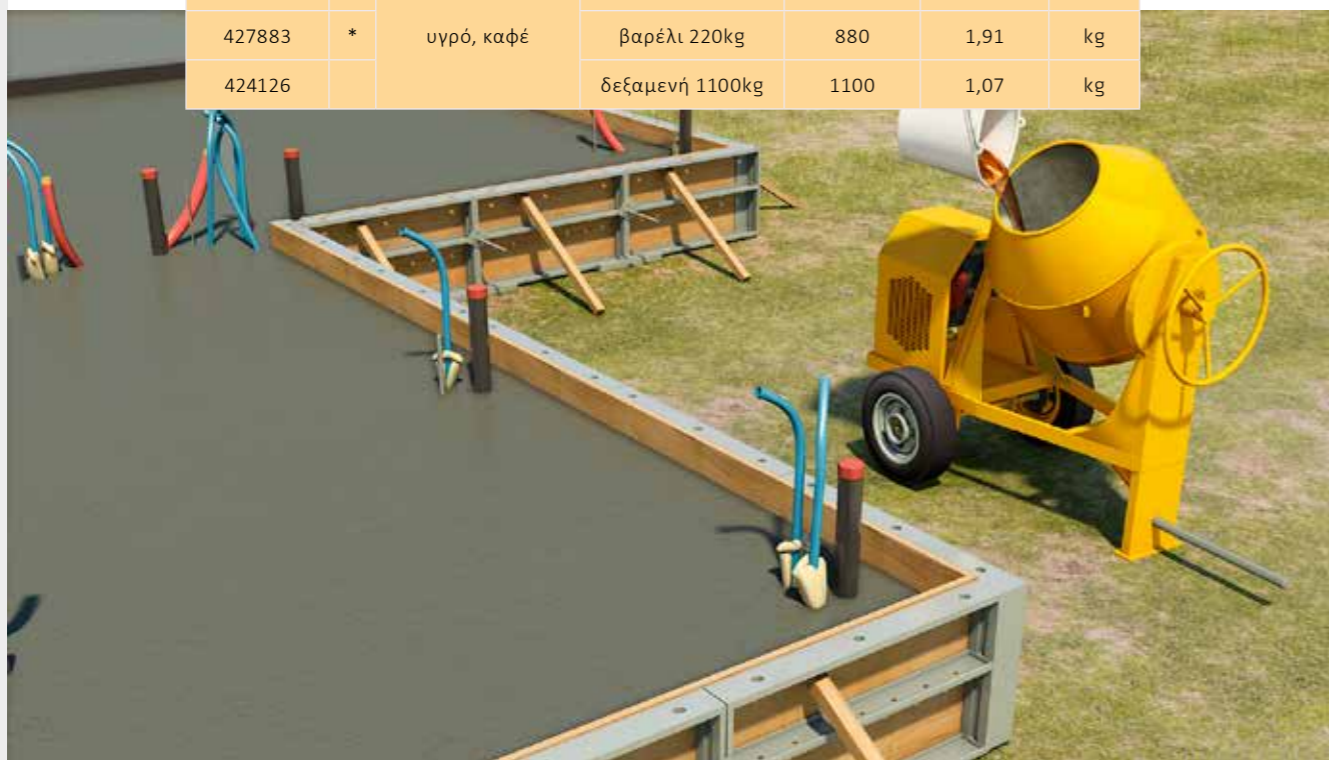 427883 * υγρό, καφέ βαρέλι 220kg 880 1,91 kg
424126 δεξαμενή 1100kg 1100 1,07 kg